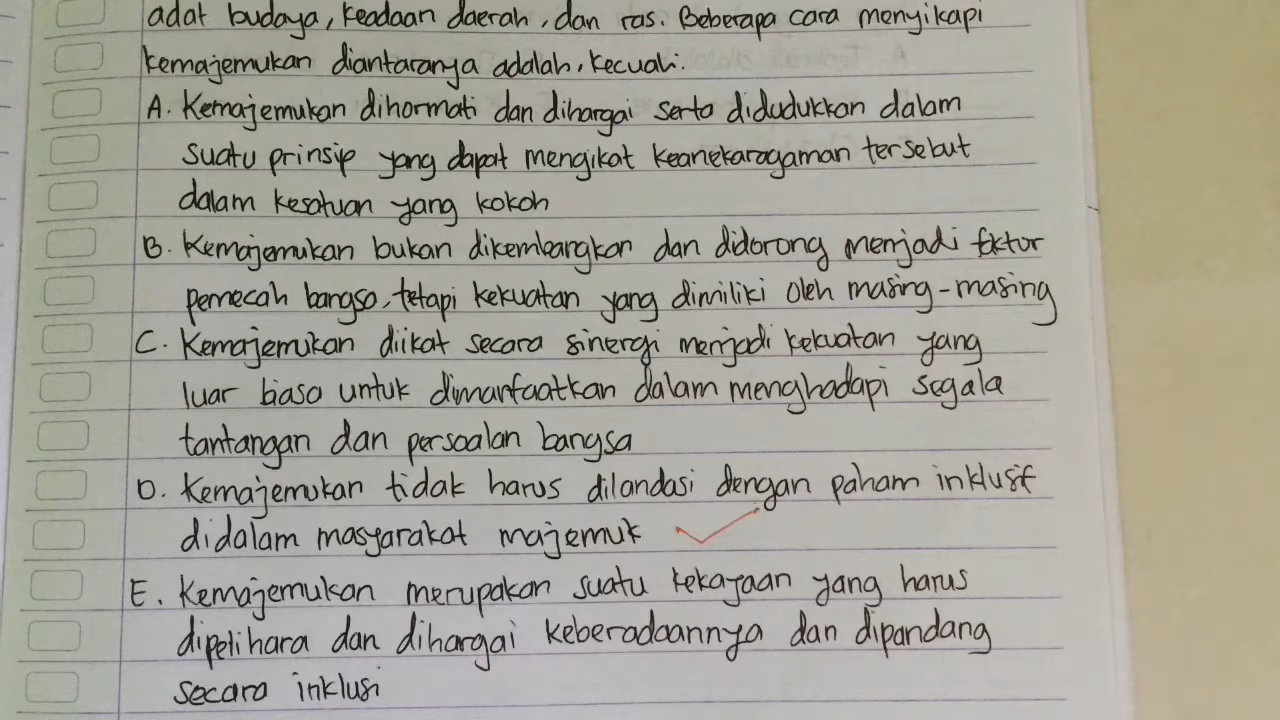 adat budaya, keadaan daerah, dan ras. Beberapa cara menyikapi
kemajemukan diantaranya adalah, kecuali:
A. Kemajemukan dihormati dan dihargai serta didudukkan dalam
suatu prinsip yang dapat mengikat keanekaragaman tersebut
dalam kesatuan yang kokoh
B. Kemajemukan bukan dikembangkan dan didorong menjadi faktor
pemecah bangsa, tetapi kekuatan yang dimiliki oleh masing-masing
C. Kemajemukan diikat secara sinergi menjadi kekuatan yang
luar biasa untuk dimanfaatkan dalam menghadapi segala
tantangan dan persoalan bangsa
D. Kemajemukan tidak harus dilandasi dengan paham inklusif
didalam masyarakat majemuk
E. Kemajemukan merupakan suatu kekayaan yang harus
dipelihara dan dihargai keberadaannya dan dipandang
secara inklusi